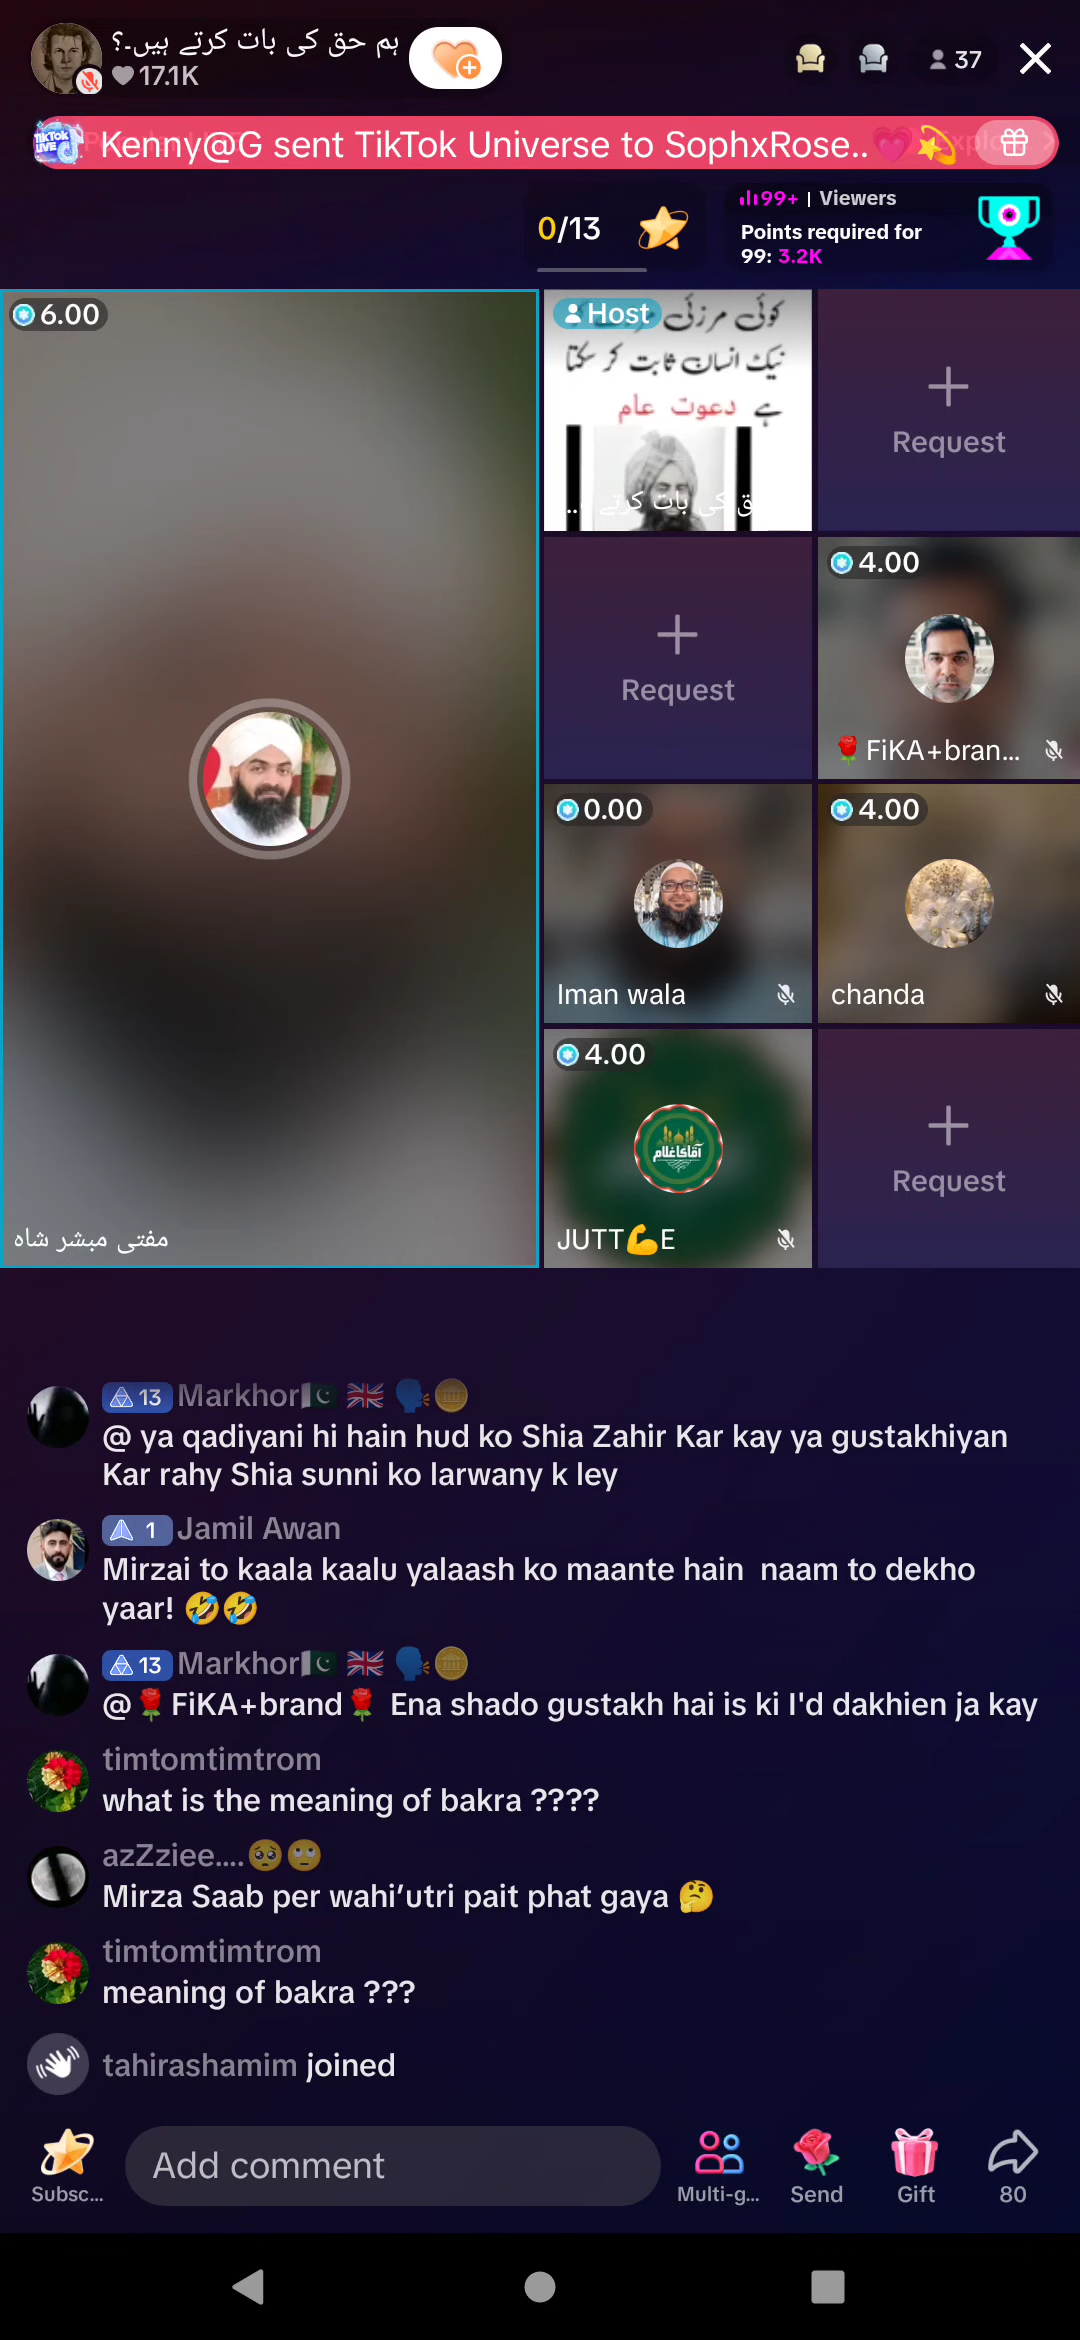 ہم حق کی بات کرتے ہیں۔؟
17.1K
37
Kenny@G sent TikTok Universe to SophxRose..💗💫
0/13
99+ | Viewers
Points required for
99: 3.2K
6.00
مفتی مبشر شاہ
Host
کوئی مرزئی
نیک انسان ثابت کر سکتا
ہے دعوت عام
ق کی بات کرتے ..
Request
Request
4.00
🌹FiKA+bran...
0.00
Iman wala
4.00
chanda
4.00
آقا کا غلام
JUTT💪E
Request
13 Markhor🇵🇰 🇬🇧 🗣️🪙
@ ya qadiyani hi hain hud ko Shia Zahir Kar kay ya gustakhiyan
Kar rahy Shia sunni ko larwany k ley
1 Jamil Awan
Mirzai to kaala kaalu yalaash ko maante hain  naam to dekho
yaar! 🤣🤣
13 Markhor🇵🇰 🇬🇧 🗣️🪙
@🌹FiKA+brand🌹 Ena shado gustakh hai is ki I'd dakhien ja kay
timtomtimtrom
what is the meaning of bakra ????
azZziee....🥺🙄
Mirza Saab per wahi’utri pait phat gaya 🤔
timtomtimtrom
meaning of bakra ???
tahirashamim joined
Subsc...
Add comment
Multi-g...
Send
Gift
80